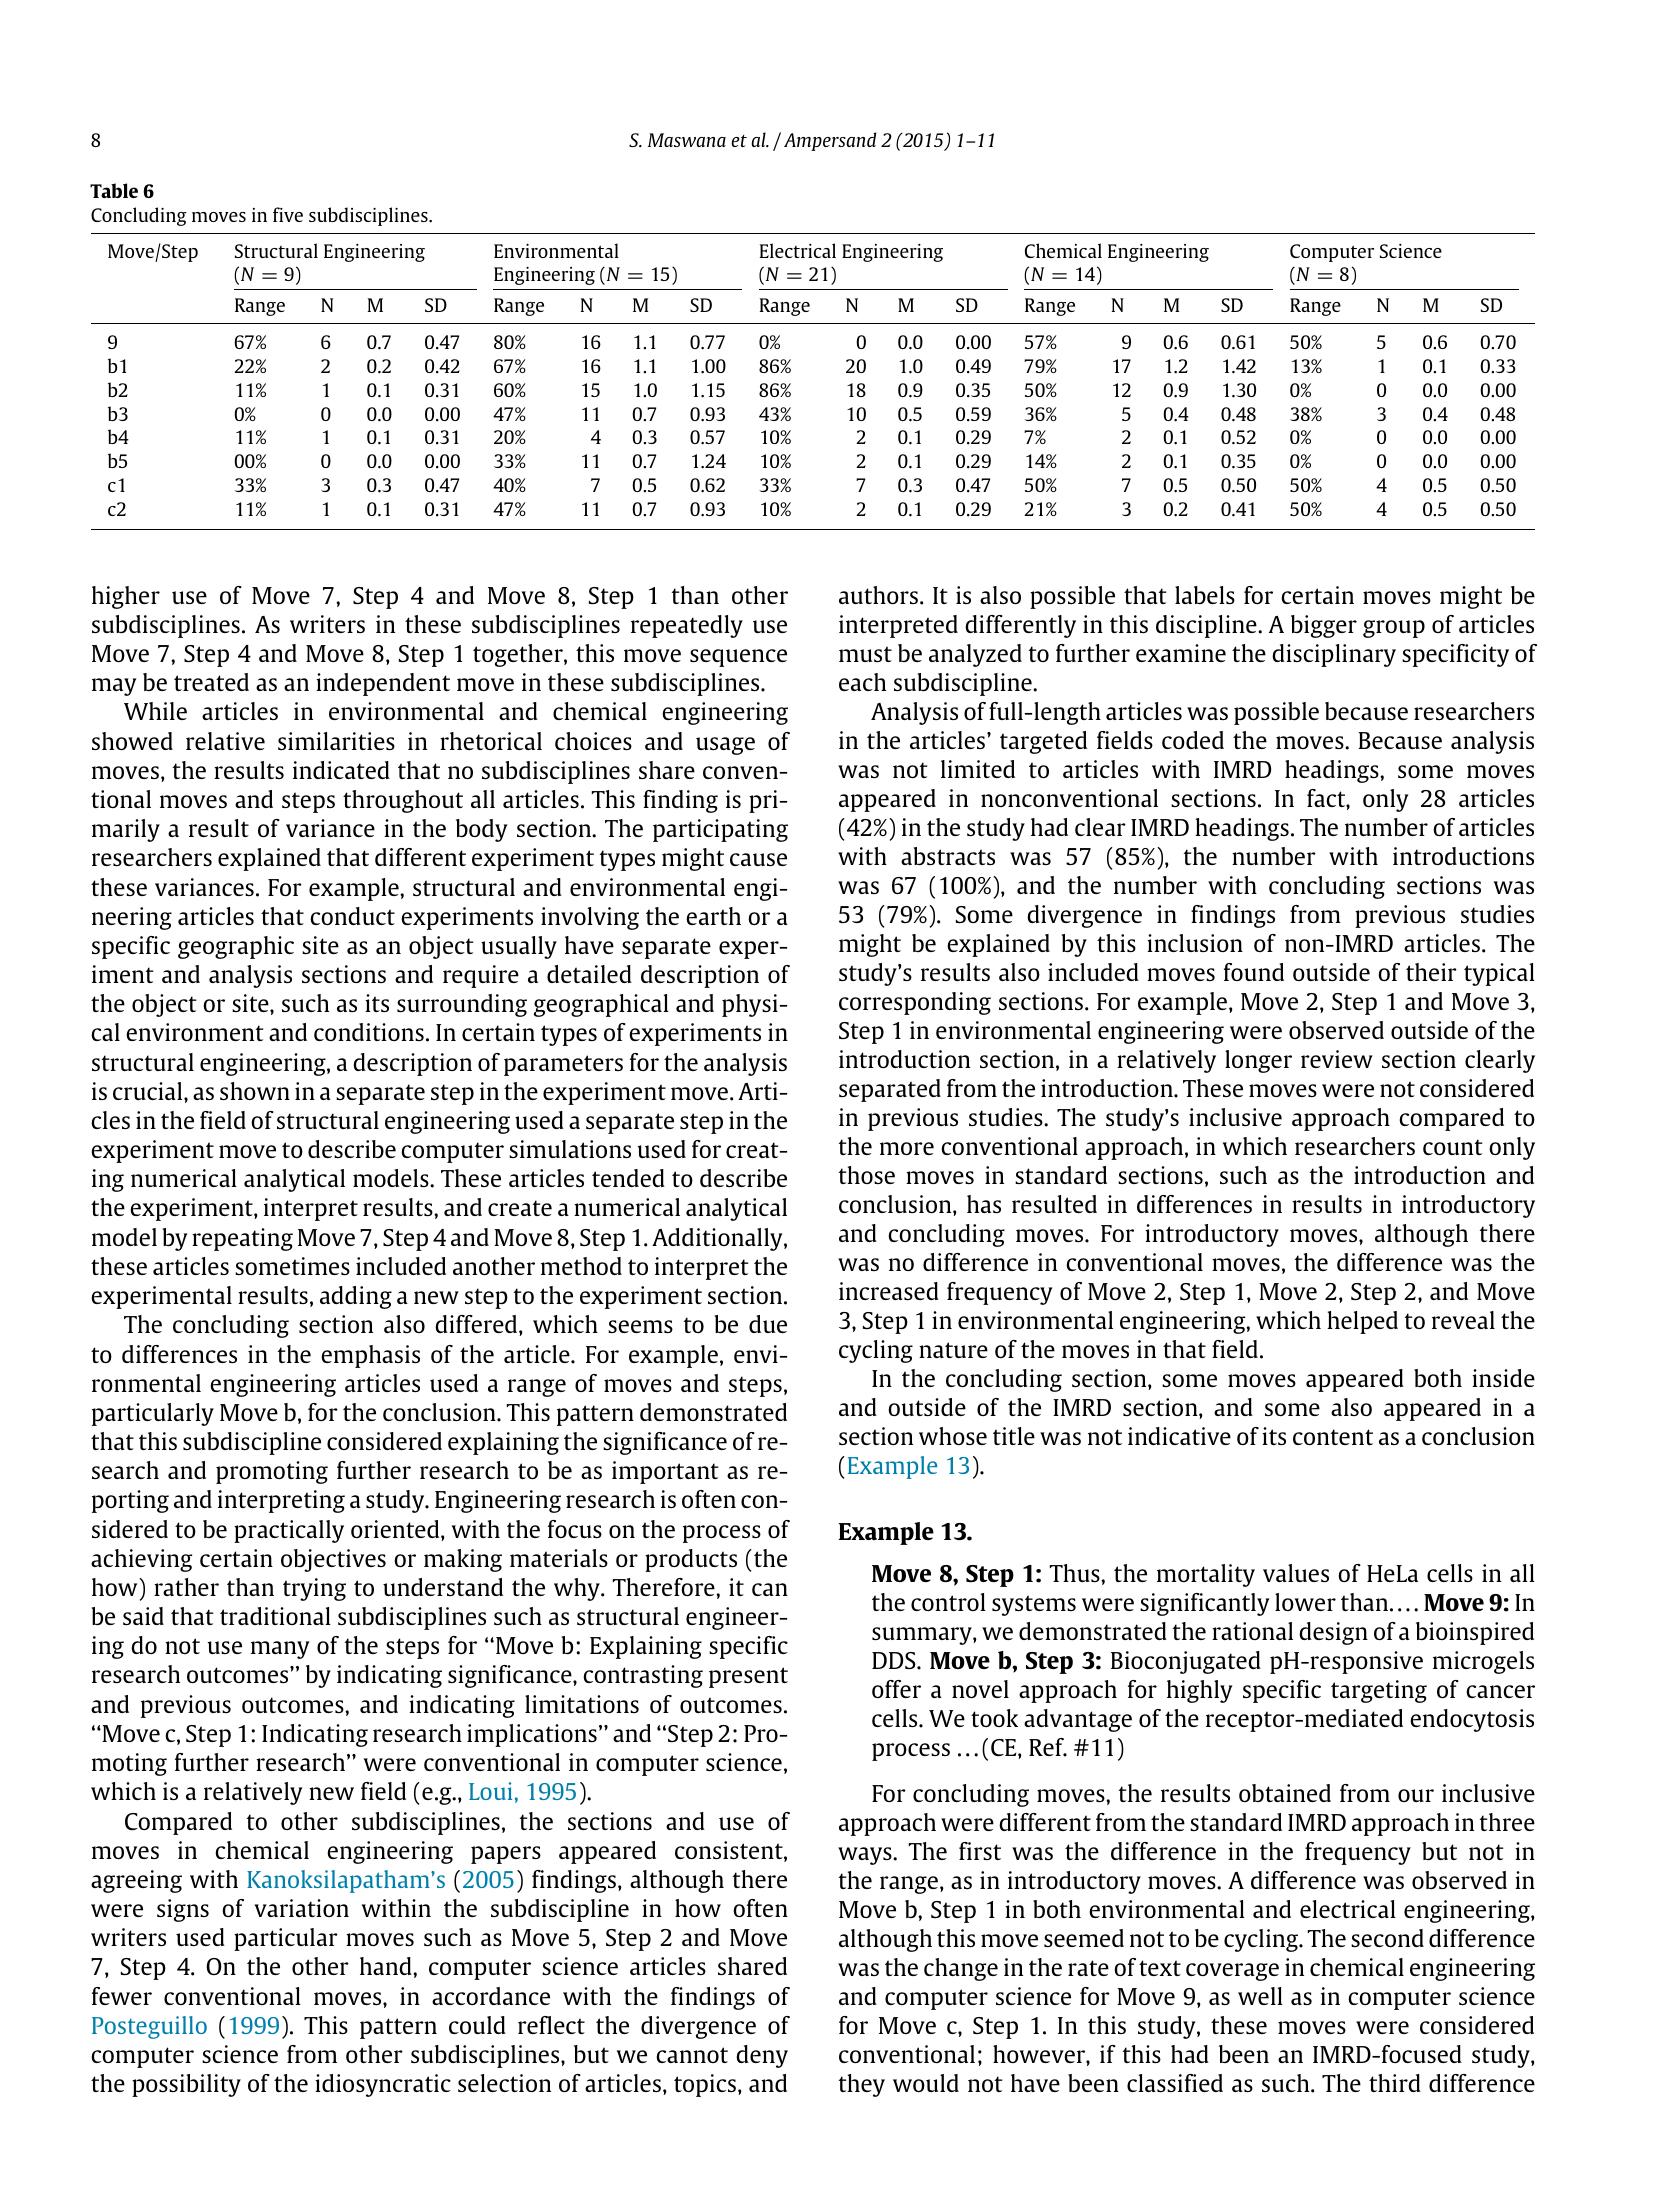 8
S. Maswana et al. / Ampersand 2 (2015) 1–11
Table 6
Concluding moves in five subdisciplines.
Move/Step Structural Engineering (N = 9) Environmental Engineering (N = 15) Electrical Engineering (N = 21) Chemical Engineering (N = 14) Computer Science (N = 8)
Range N M SD Range N M SD Range N M SD Range N M SD Range N M SD
9 67% 6 0.7 0.47 80% 16 1.1 0.77 0% 0 0.0 0.00 57% 9 0.6 0.61 50% 5 0.6 0.70
b1 22% 2 0.2 0.42 67% 16 1.1 1.00 86% 20 1.0 0.49 79% 17 1.2 1.42 13% 1 0.1 0.33
b2 11% 1 0.1 0.31 60% 15 1.0 1.15 86% 18 0.9 0.35 50% 12 0.9 1.30 0% 0 0.0 0.00
b3 0% 0 0.0 0.00 47% 11 0.7 0.93 43% 10 0.5 0.59 36% 5 0.4 0.48 38% 3 0.4 0.48
b4 11% 1 0.1 0.31 20% 4 0.3 0.57 10% 2 0.1 0.29 7% 2 0.1 0.52 0% 0 0.0 0.00
b5 00% 0 0.0 0.00 33% 11 0.7 1.24 10% 2 0.1 0.29 14% 2 0.1 0.35 0% 0 0.0 0.00
c1 33% 3 0.3 0.47 40% 7 0.5 0.62 33% 7 0.3 0.47 50% 7 0.5 0.50 50% 4 0.5 0.50
c2 11% 1 0.1 0.31 47% 11 0.7 0.93 10% 2 0.1 0.29 21% 3 0.2 0.41 50% 4 0.5 0.50
higher use of Move 7, Step 4 and Move 8, Step 1 than other
subdisciplines. As writers in these subdisciplines repeatedly use
Move 7, Step 4 and Move 8, Step 1 together, this move sequence
may be treated as an independent move in these subdisciplines.
While articles in environmental and chemical engineering
showed relative similarities in rhetorical choices and usage of
moves, the results indicated that no subdisciplines share conven-
tional moves and steps throughout all articles. This finding is pri-
marily a result of variance in the body section. The participating
researchers explained that different experiment types might cause
these variances. For example, structural and environmental engi-
neering articles that conduct experiments involving the earth or a
specific geographic site as an object usually have separate exper-
iment and analysis sections and require a detailed description of
the object or site, such as its surrounding geographical and physi-
cal environment and conditions. In certain types of experiments in
structural engineering, a description of parameters for the analysis
is crucial, as shown in a separate step in the experiment move. Arti-
cles in the field of structural engineering used a separate step in the
experiment move to describe computer simulations used for creat-
ing numerical analytical models. These articles tended to describe
the experiment, interpret results, and create a numerical analytical
model by repeating Move 7, Step 4 and Move 8, Step 1. Additionally,
these articles sometimes included another method to interpret the
experimental results, adding a new step to the experiment section.
The concluding section also differed, which seems to be due
to differences in the emphasis of the article. For example, envi-
ronmental engineering articles used a range of moves and steps,
particularly Move b, for the conclusion. This pattern demonstrated
that this subdiscipline considered explaining the significance of re-
search and promoting further research to be as important as re-
porting and interpreting a study. Engineering research is often con-
sidered to be practically oriented, with the focus on the process of
achieving certain objectives or making materials or products (the
how) rather than trying to understand the why. Therefore, it can
be said that traditional subdisciplines such as structural engineer-
ing do not use many of the steps for ‘‘Move b: Explaining specific
research outcomes’’ by indicating significance, contrasting present
and previous outcomes, and indicating limitations of outcomes.
‘‘Move c, Step 1: Indicating research implications’’ and ‘‘Step 2: Pro-
moting further research’’ were conventional in computer science,
which is a relatively new field (e.g., Loui, 1995).
Compared to other subdisciplines, the sections and use of
moves in chemical engineering papers appeared consistent,
agreeing with Kanoksilapatham’s (2005) findings, although there
were signs of variation within the subdiscipline in how often
writers used particular moves such as Move 5, Step 2 and Move
7, Step 4. On the other hand, computer science articles shared
fewer conventional moves, in accordance with the findings of
Posteguillo (1999). This pattern could reflect the divergence of
computer science from other subdisciplines, but we cannot deny
the possibility of the idiosyncratic selection of articles, topics, and
authors. It is also possible that labels for certain moves might be
interpreted differently in this discipline. A bigger group of articles
must be analyzed to further examine the disciplinary specificity of
each subdiscipline.
Analysis of full-length articles was possible because researchers
in the articles’ targeted fields coded the moves. Because analysis
was not limited to articles with IMRD headings, some moves
appeared in nonconventional sections. In fact, only 28 articles
(42%) in the study had clear IMRD headings. The number of articles
with abstracts was 57 (85%), the number with introductions
was 67 (100%), and the number with concluding sections was
53 (79%). Some divergence in findings from previous studies
might be explained by this inclusion of non-IMRD articles. The
study’s results also included moves found outside of their typical
corresponding sections. For example, Move 2, Step 1 and Move 3,
Step 1 in environmental engineering were observed outside of the
introduction section, in a relatively longer review section clearly
separated from the introduction. These moves were not considered
in previous studies. The study’s inclusive approach compared to
the more conventional approach, in which researchers count only
those moves in standard sections, such as the introduction and
conclusion, has resulted in differences in results in introductory
and concluding moves. For introductory moves, although there
was no difference in conventional moves, the difference was the
increased frequency of Move 2, Step 1, Move 2, Step 2, and Move
3, Step 1 in environmental engineering, which helped to reveal the
cycling nature of the moves in that field.
In the concluding section, some moves appeared both inside
and outside of the IMRD section, and some also appeared in a
section whose title was not indicative of its content as a conclusion
(Example 13).
Example 13.
Move 8, Step 1: Thus, the mortality values of HeLa cells in all
the control systems were significantly lower than.... Move 9: In
summary, we demonstrated the rational design of a bioinspired
DDS. Move b, Step 3: Bioconjugated pH-responsive microgels
offer a novel approach for highly specific targeting of cancer
cells. We took advantage of the receptor-mediated endocytosis
process ...(CE, Ref. #11)
For concluding moves, the results obtained from our inclusive
approach were different from the standard IMRD approach in three
ways. The first was the difference in the frequency but not in
the range, as in introductory moves. A difference was observed in
Move b, Step 1 in both environmental and electrical engineering,
although this move seemed not to be cycling. The second difference
was the change in the rate of text coverage in chemical engineering
and computer science for Move 9, as well as in computer science
for Move c, Step 1. In this study, these moves were considered
conventional; however, if this had been an IMRD-focused study,
they would not have been classified as such. The third difference